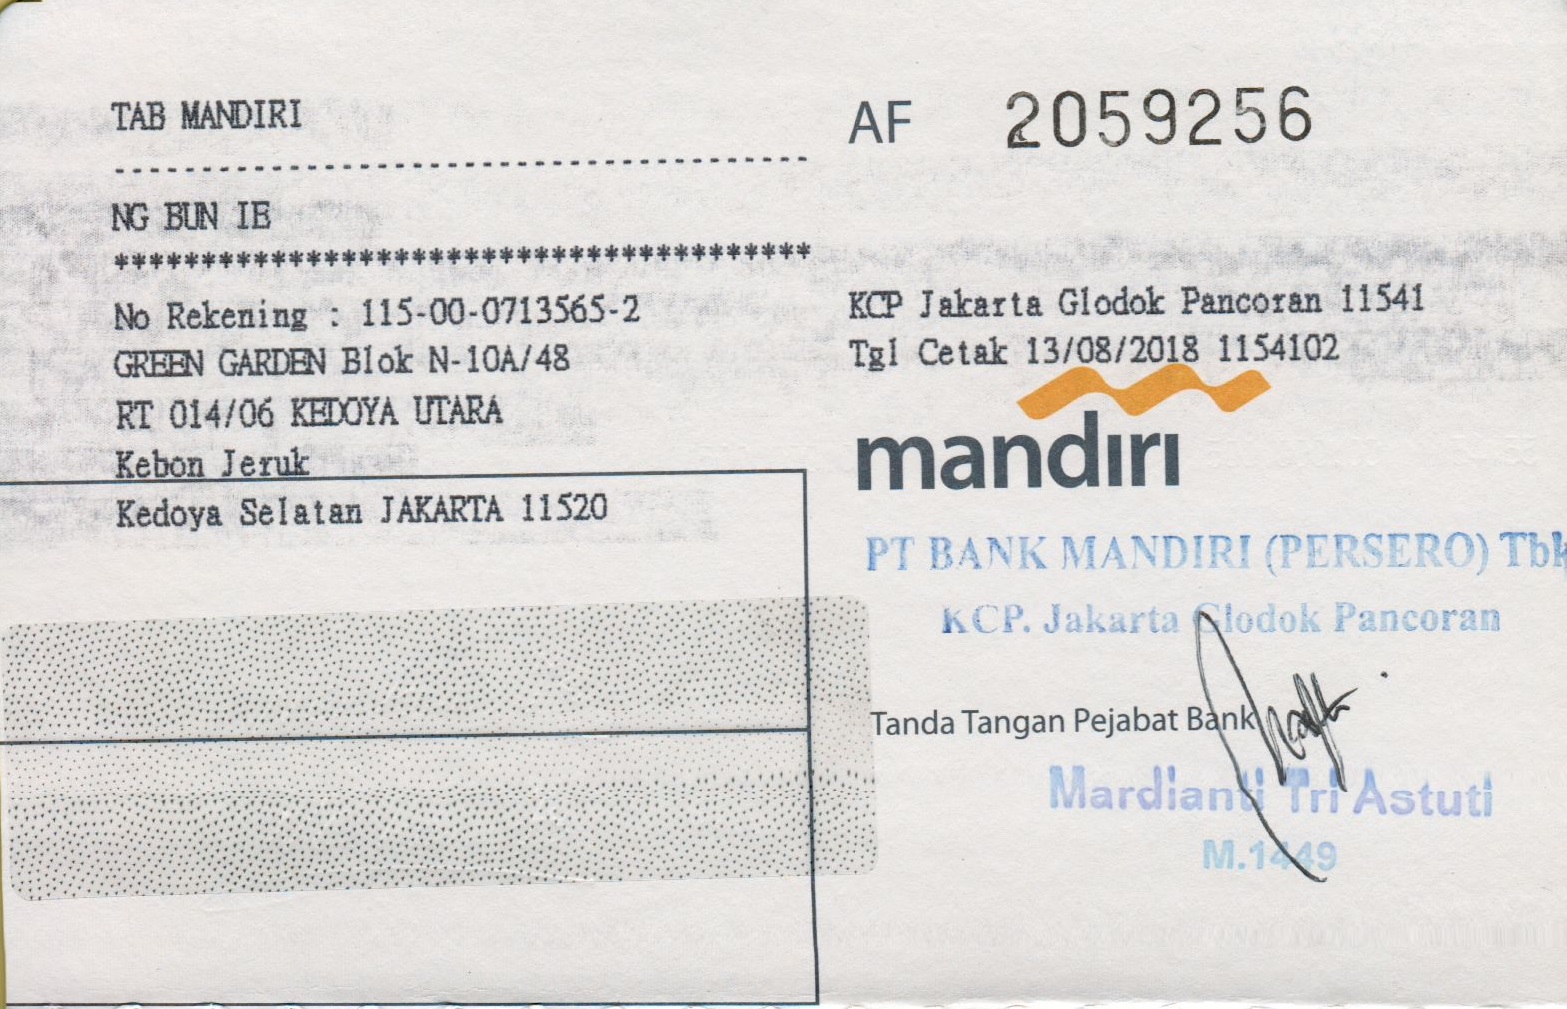 TAB MANDIRI
AF 2059256
NG BUN IE
****************************************
No Rekening : 115-00-0713565-2
GREEN GARDEN Blok N-10A/48
RT 014/06 KEDOYA UTARA
Kebon Jeruk
Kedoya Selatan JAKARTA 11520
KCP Jakarta Glodok Pancoran 11541
Tgl Cetak 13/08/2018 1154102
mandiri
PT BANK MANDIRI (PERSERO) Tbk
KCP. Jakarta Glodok Pancoran
Tanda Tangan Pejabat Bank
Mardianti Tri Astuti
M.1449